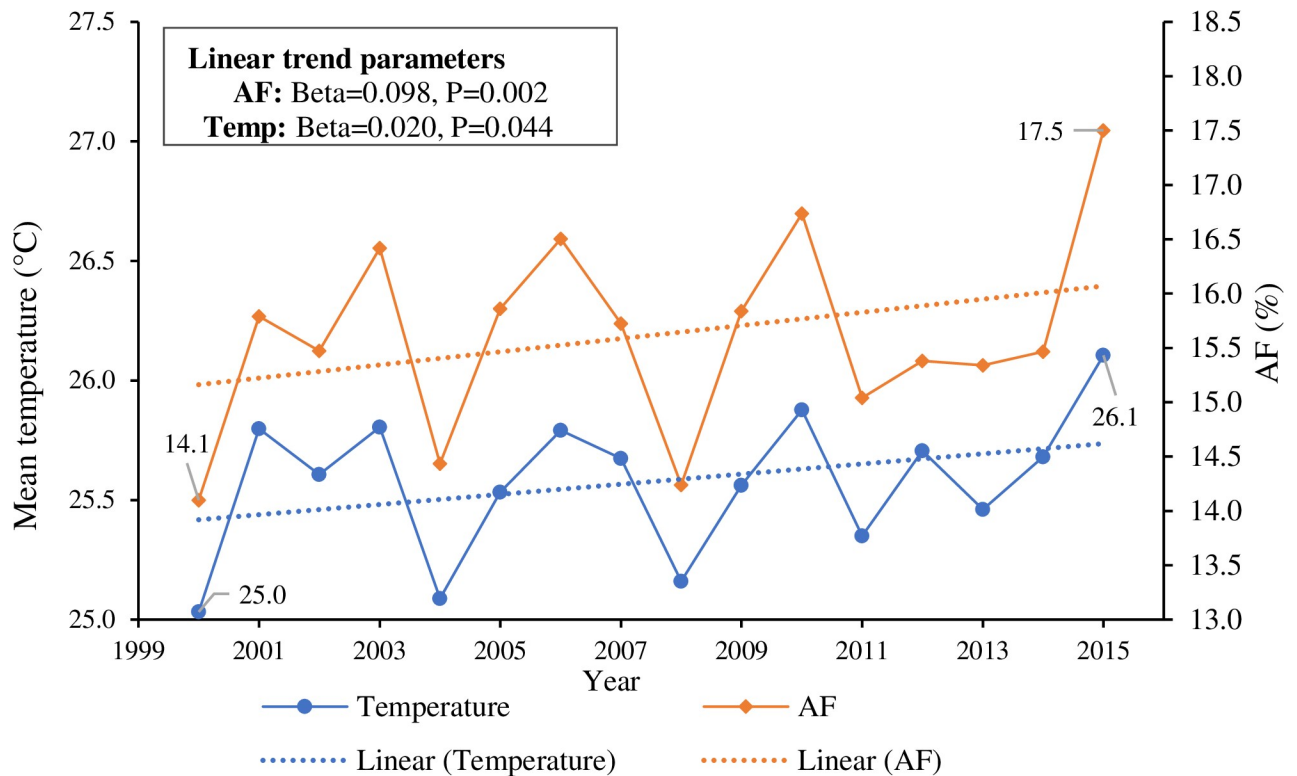 Linear trend parameters
AF: Beta=0.098, P=0.002
Temp: Beta=0.020, P=0.044
Mean temperature (°C)
27.5
27.0
26.5
26.0
25.5
25.0
AF (%)
18.5
18.0
17.5
17.0
16.5
16.0
15.5
15.0
14.5
14.0
13.5
13.0
17.5
26.1
14.1
25.0
1999 2001 2003 2005 2007 2009 2011 2013 2015
Year
Temperature AF
Linear (Temperature) Linear (AF)